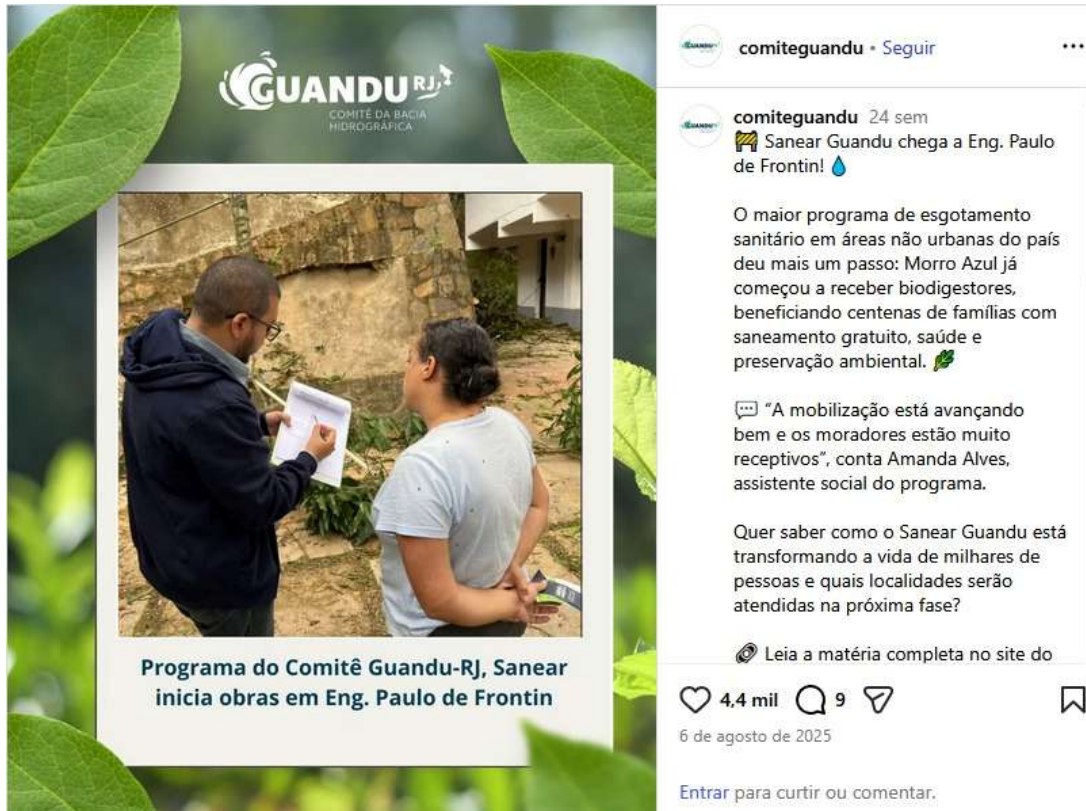 GUANDU RJ
COMITÊ DA BACIA
HIDROGRÁFICA
Programa do Comitê Guandu-RJ, Sanear
inicia obras em Eng. Paulo de Frontin
comiteguandu • Seguir
comiteguandu 24 sem
🚧 Sanear Guandu chega a Eng. Paulo
de Frontin! 💧
O maior programa de esgotamento
sanitário em áreas não urbanas do país
deu mais um passo: Morro Azul já
começou a receber biodigestores,
beneficiando centenas de famílias com
saneamento gratuito, saúde e
preservação ambiental. 🌿
💬 “A mobilização está avançando
bem e os moradores estão muito
receptivos”, conta Amanda Alves,
assistente social do programa.
Quer saber como o Sanear Guandu está
transformando a vida de milhares de
pessoas e quais localidades serão
atendidas na próxima fase?
🗞 Leia a matéria completa no site do
4,4 mil 9
6 de agosto de 2025
Entrar para curtir ou comentar.